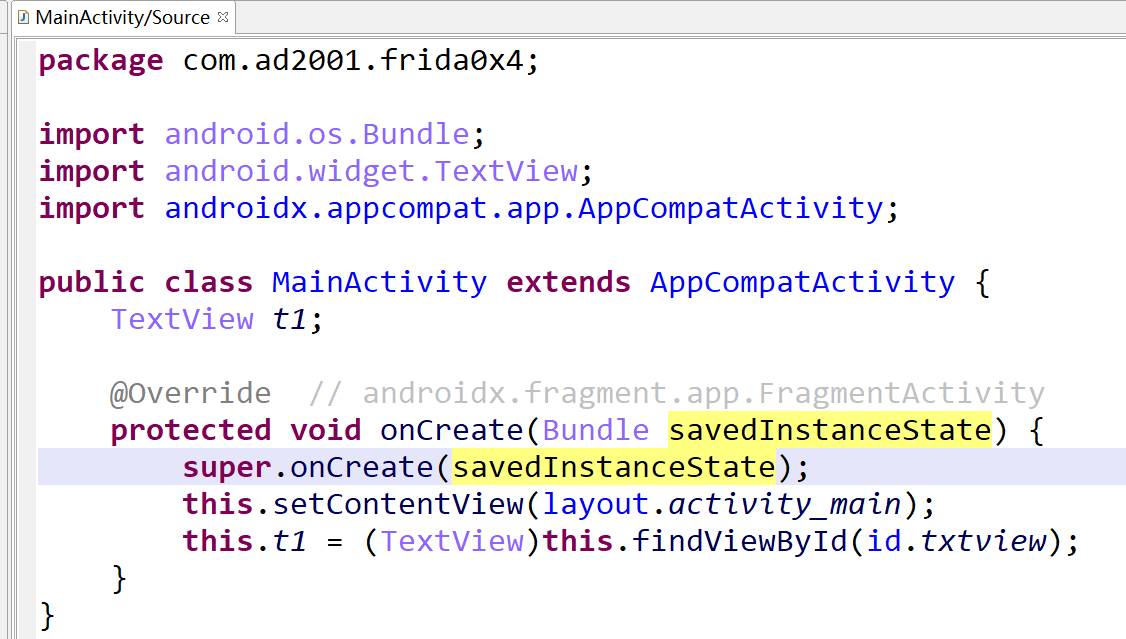 MainActivity/Source
package com.ad2001.frida0x4;
import android.os.Bundle;
import android.widget.TextView;
import androidx.appcompat.app.AppCompatActivity;
public class MainActivity extends AppCompatActivity {
    TextView t1;
    @Override  // androidx.fragment.app.FragmentActivity
    protected void onCreate(Bundle savedInstanceState) {
        super.onCreate(savedInstanceState);
        this.setContentView(layout.activity_main);
        this.t1 = (TextView)this.findViewById(id.txtview);
    }
}